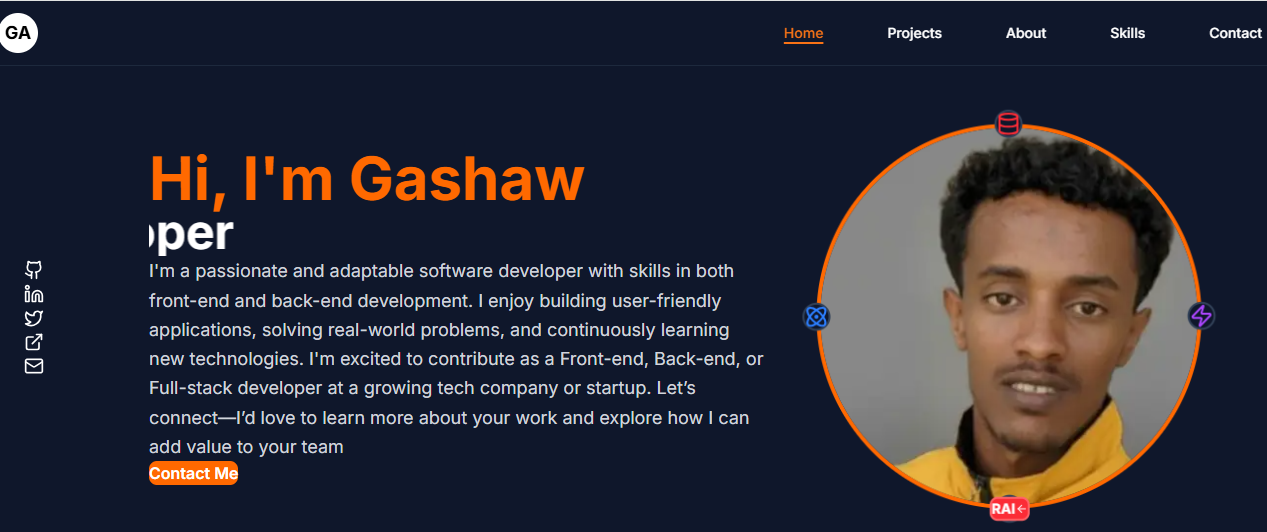 GA
Home
Projects
About
Skills
Contact
Hi, I'm Gashaw
per
I'm a passionate and adaptable software developer with skills in both
front-end and back-end development. I enjoy building user-friendly
applications, solving real-world problems, and continuously learning
new technologies. I'm excited to contribute as a Front-end, Back-end, or
Full-stack developer at a growing tech company or startup. Let’s
connect—I’d love to learn more about your work and explore how I can
add value to your team
Contact Me
RAI